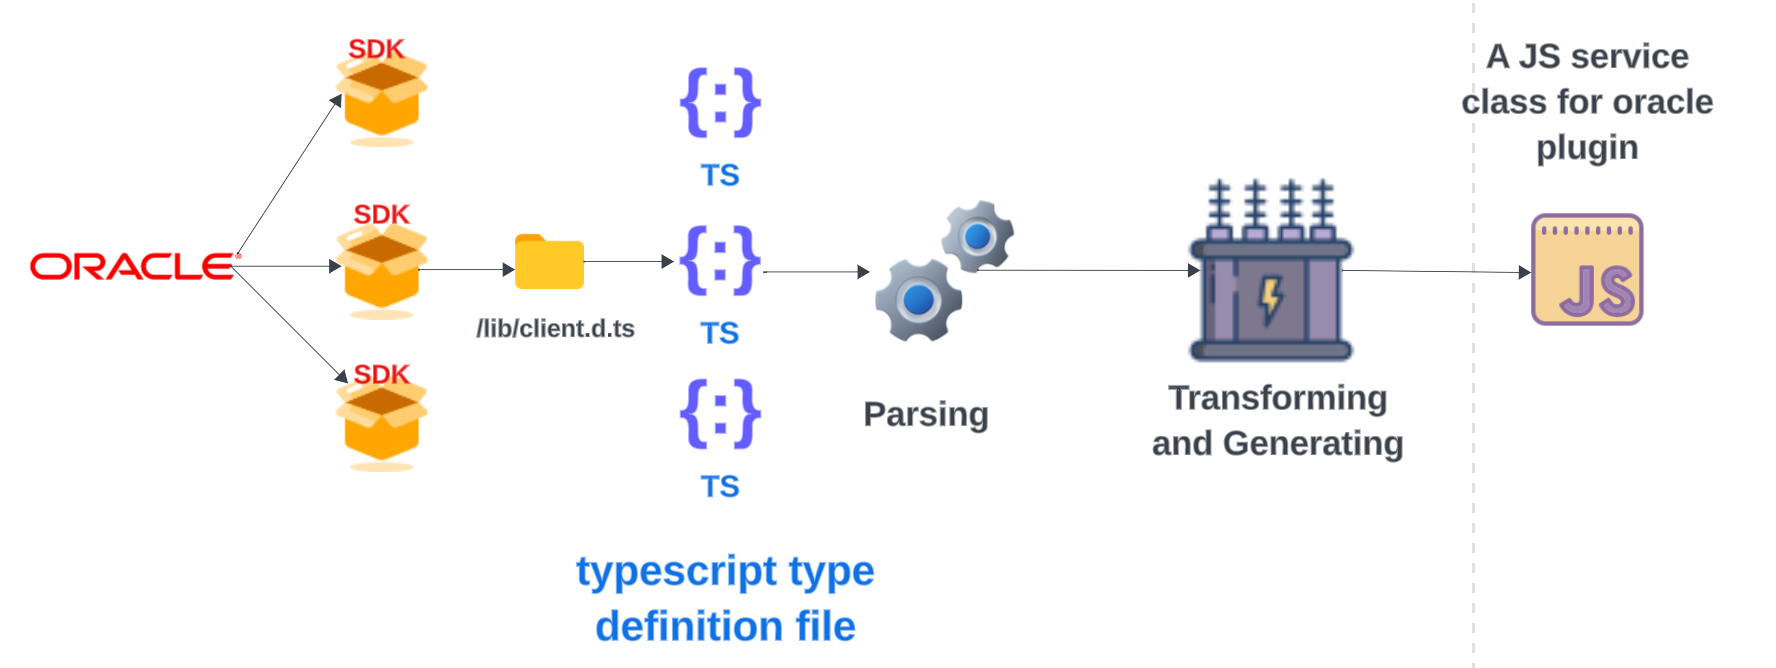 ORACLE
SDK
SDK
SDK
/lib/client.d.ts
TS
TS
TS
typescript type
definition file
Parsing
Transforming
and Generating
A JS service
class for oracle
plugin
JS